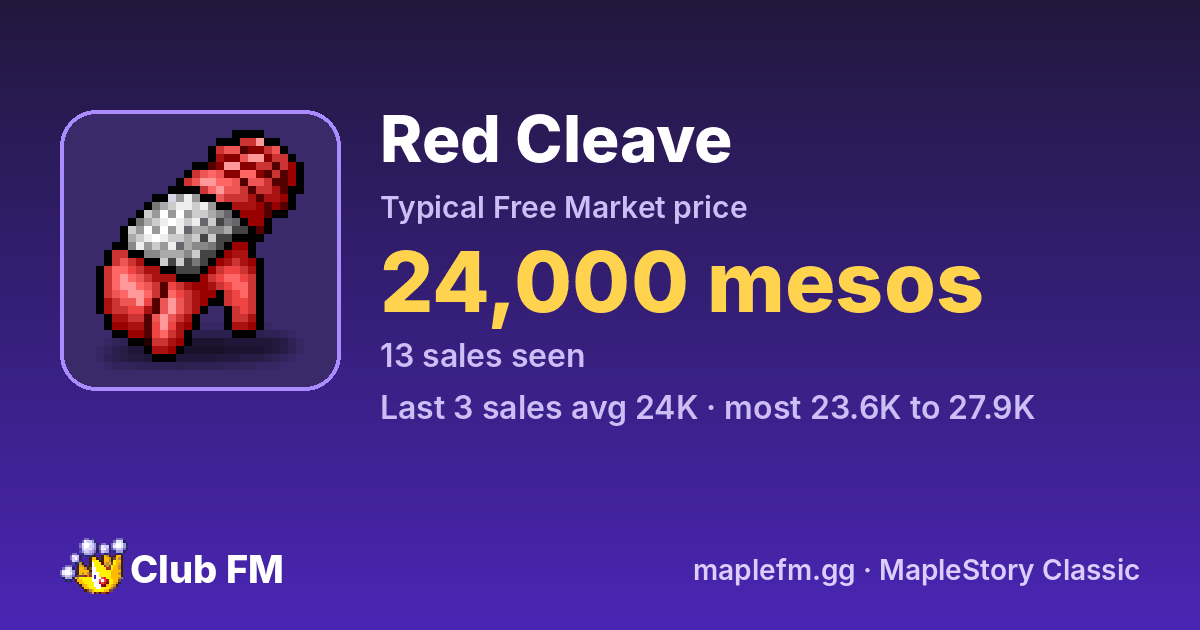 Red Cleave
Typical Free Market price
24,000 mesos
13 sales seen
Last 3 sales avg 24K · most 23.6K to 27.9K
Club FM
maplefm.gg · MapleStory Classic